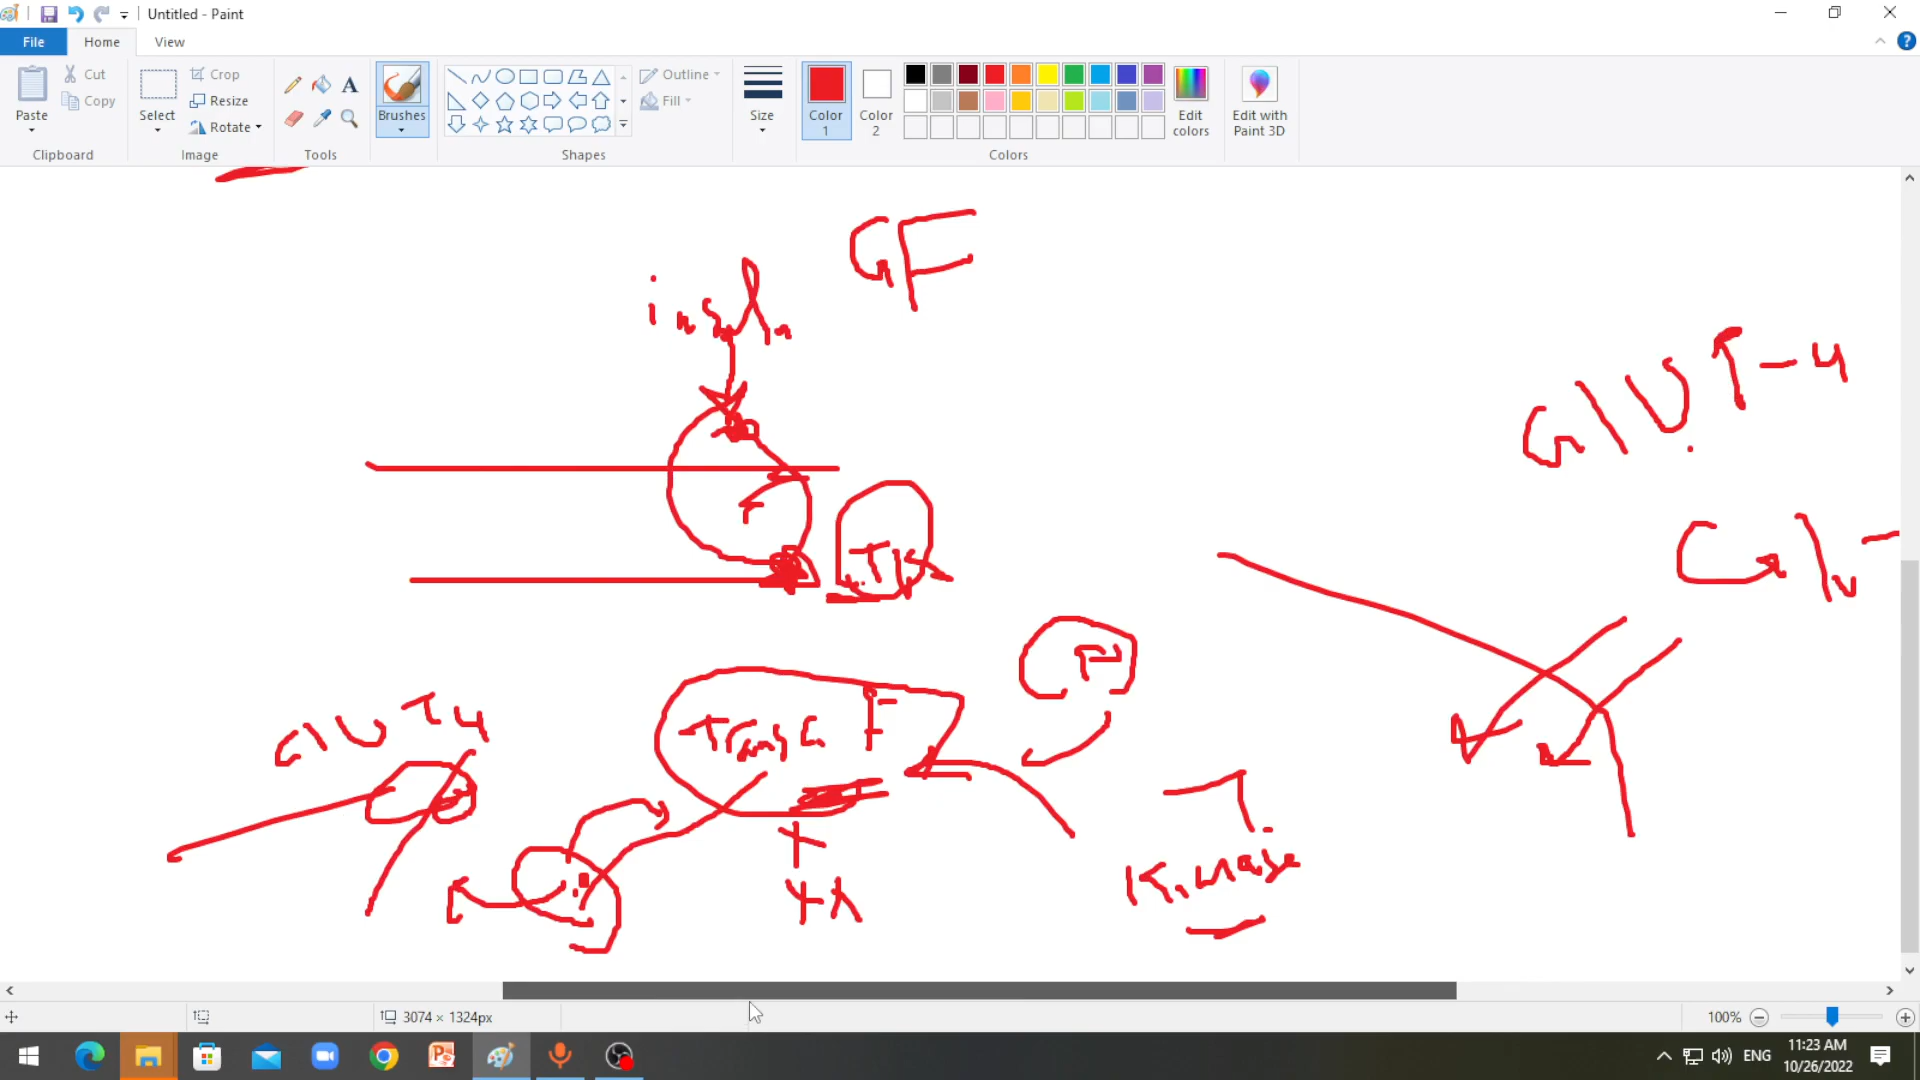 Untitled - Paint
File Home View
Paste Cut Copy Clipboard
Select Crop Resize Rotate Image
Tools
Brushes
Shapes
Outline Fill
Size
Color 1 Color 2
Edit colors
Colors
Edit with Paint 3D
GF
insulin
GlUT-4
TK
GlUT4
Kinase
3074 × 1324px
100%
ENG
11:23 AM
10/26/2022